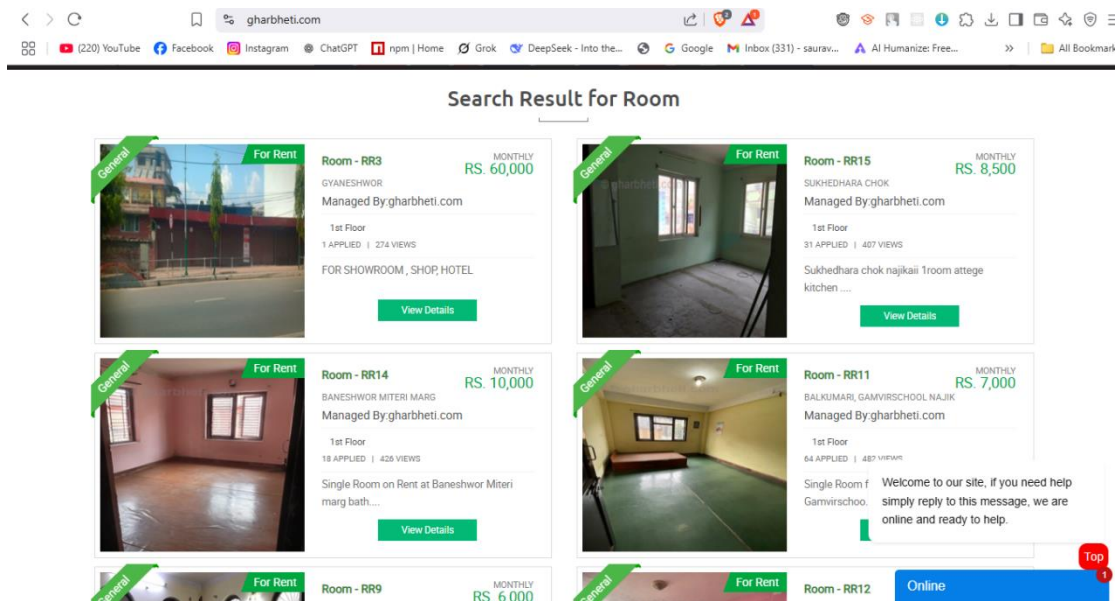 gharbheti.com
(220) YouTube
Facebook
Instagram
ChatGPT
npm | Home
Grok
DeepSeek - Into the...
Google
Inbox (331) - saurav...
AI Humanize: Free...
All Bookmark
Search Result for Room
General
For Rent
Room - RR3
MONTHLY
RS. 60,000
GYANESHWOR
Managed By:gharbheti.com
1st Floor
1 APPLIED | 274 VIEWS
FOR SHOWROOM , SHOP, HOTEL
View Details
General
For Rent
Room - RR15
MONTHLY
RS. 8,500
SUKHEDHARA CHOK
Managed By:gharbheti.com
1st Floor
31 APPLIED | 407 VIEWS
Sukhedhara chok najikaii 1room attege
kitchen ....
View Details
General
For Rent
Room - RR14
MONTHLY
RS. 10,000
BANESHWOR MITERI MARG
Managed By:gharbheti.com
1st Floor
18 APPLIED | 426 VIEWS
Single Room on Rent at Baneshwor Miteri
marg bath....
View Details
General
For Rent
Room - RR11
MONTHLY
RS. 7,000
BALKUMARI, GAMVIRSCHOOL NAJIK
Managed By:gharbheti.com
1st Floor
64 APPLIED | 482 VIEWS
Single Room f
Gamvirschoo.
Welcome to our site, if you need help
simply reply to this message, we are
online and ready to help.
Top
1
Online
General
For Rent
Room - RR9
MONTHLY
RS. 6,000
General
For Rent
Room - RR12